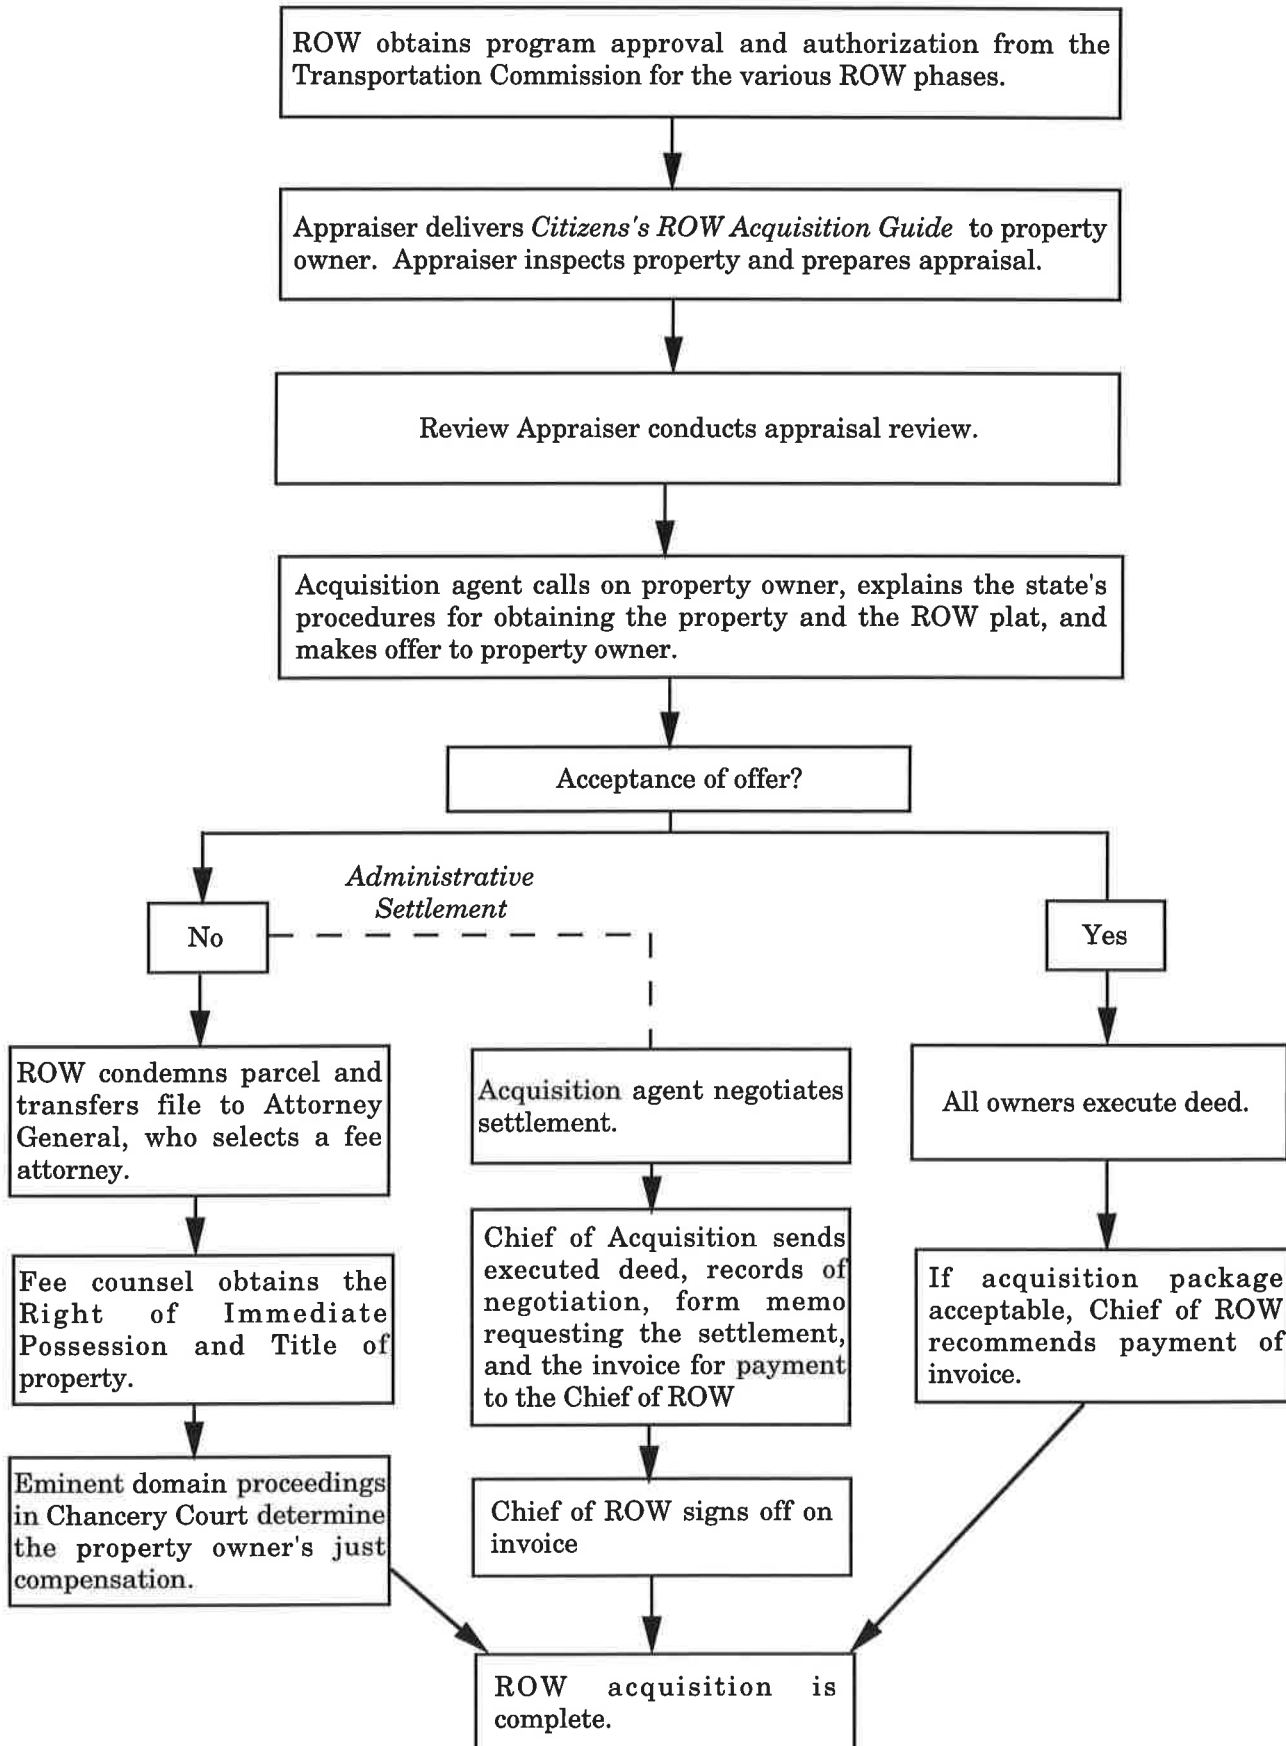 ROW obtains program approval and authorization from the
Transportation Commission for the various ROW phases.
Appraiser delivers Citizens's ROW Acquisition Guide to property
owner. Appraiser inspects property and prepares appraisal.
Review Appraiser conducts appraisal review.
Acquisition agent calls on property owner, explains the state's
procedures for obtaining the property and the ROW plat, and
makes offer to property owner.
Acceptance of offer?
Administrative
Settlement
No
Yes
ROW condemns parcel and
transfers file to Attorney
General, who selects a fee
attorney.
Acquisition agent negotiates
settlement.
All owners execute deed.
Fee counsel obtains the
Right of Immediate
Possession and Title of
property.
Chief of Acquisition sends
executed deed, records of
negotiation, form memo
requesting the settlement,
and the invoice for payment
to the Chief of ROW
If acquisition package
acceptable, Chief of ROW
recommends payment of
invoice.
Eminent domain proceedings
in Chancery Court determine
the property owner's just
compensation.
Chief of ROW signs off on
invoice
ROW acquisition is
complete.